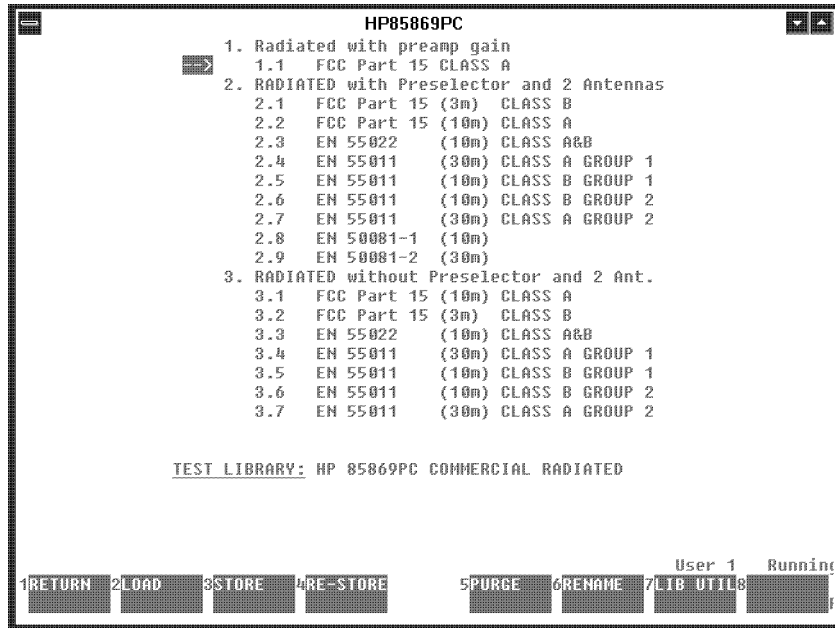 HP85869PC
1. Radiated with preamp gain
--> 1.1 FCC Part 15 CLASS A
2. RADIATED with Preselector and 2 Antennas
2.1 FCC Part 15 (3m) CLASS B
2.2 FCC Part 15 (10m) CLASS A
2.3 EN 55022 (10m) CLASS A&B
2.4 EN 55011 (30m) CLASS A GROUP 1
2.5 EN 55011 (10m) CLASS B GROUP 1
2.6 EN 55011 (10m) CLASS B GROUP 2
2.7 EN 55011 (30m) CLASS A GROUP 2
2.8 EN 50081-1 (10m)
2.9 EN 50081-2 (30m)
3. RADIATED without Preselector and 2 Ant.
3.1 FCC Part 15 (10m) CLASS A
3.2 FCC Part 15 (3m) CLASS B
3.3 EN 55022 (10m) CLASS A&B
3.4 EN 55011 (30m) CLASS A GROUP 1
3.5 EN 55011 (10m) CLASS B GROUP 1
3.6 EN 55011 (10m) CLASS B GROUP 2
3.7 EN 55011 (30m) CLASS A GROUP 2
TEST LIBRARY: HP 85869PC COMMERCIAL RADIATED
User 1 Running
1RETURN 2LOAD 3STORE 4RE-STORE 5PURGE 6RENAME 7LIB UTIL 8